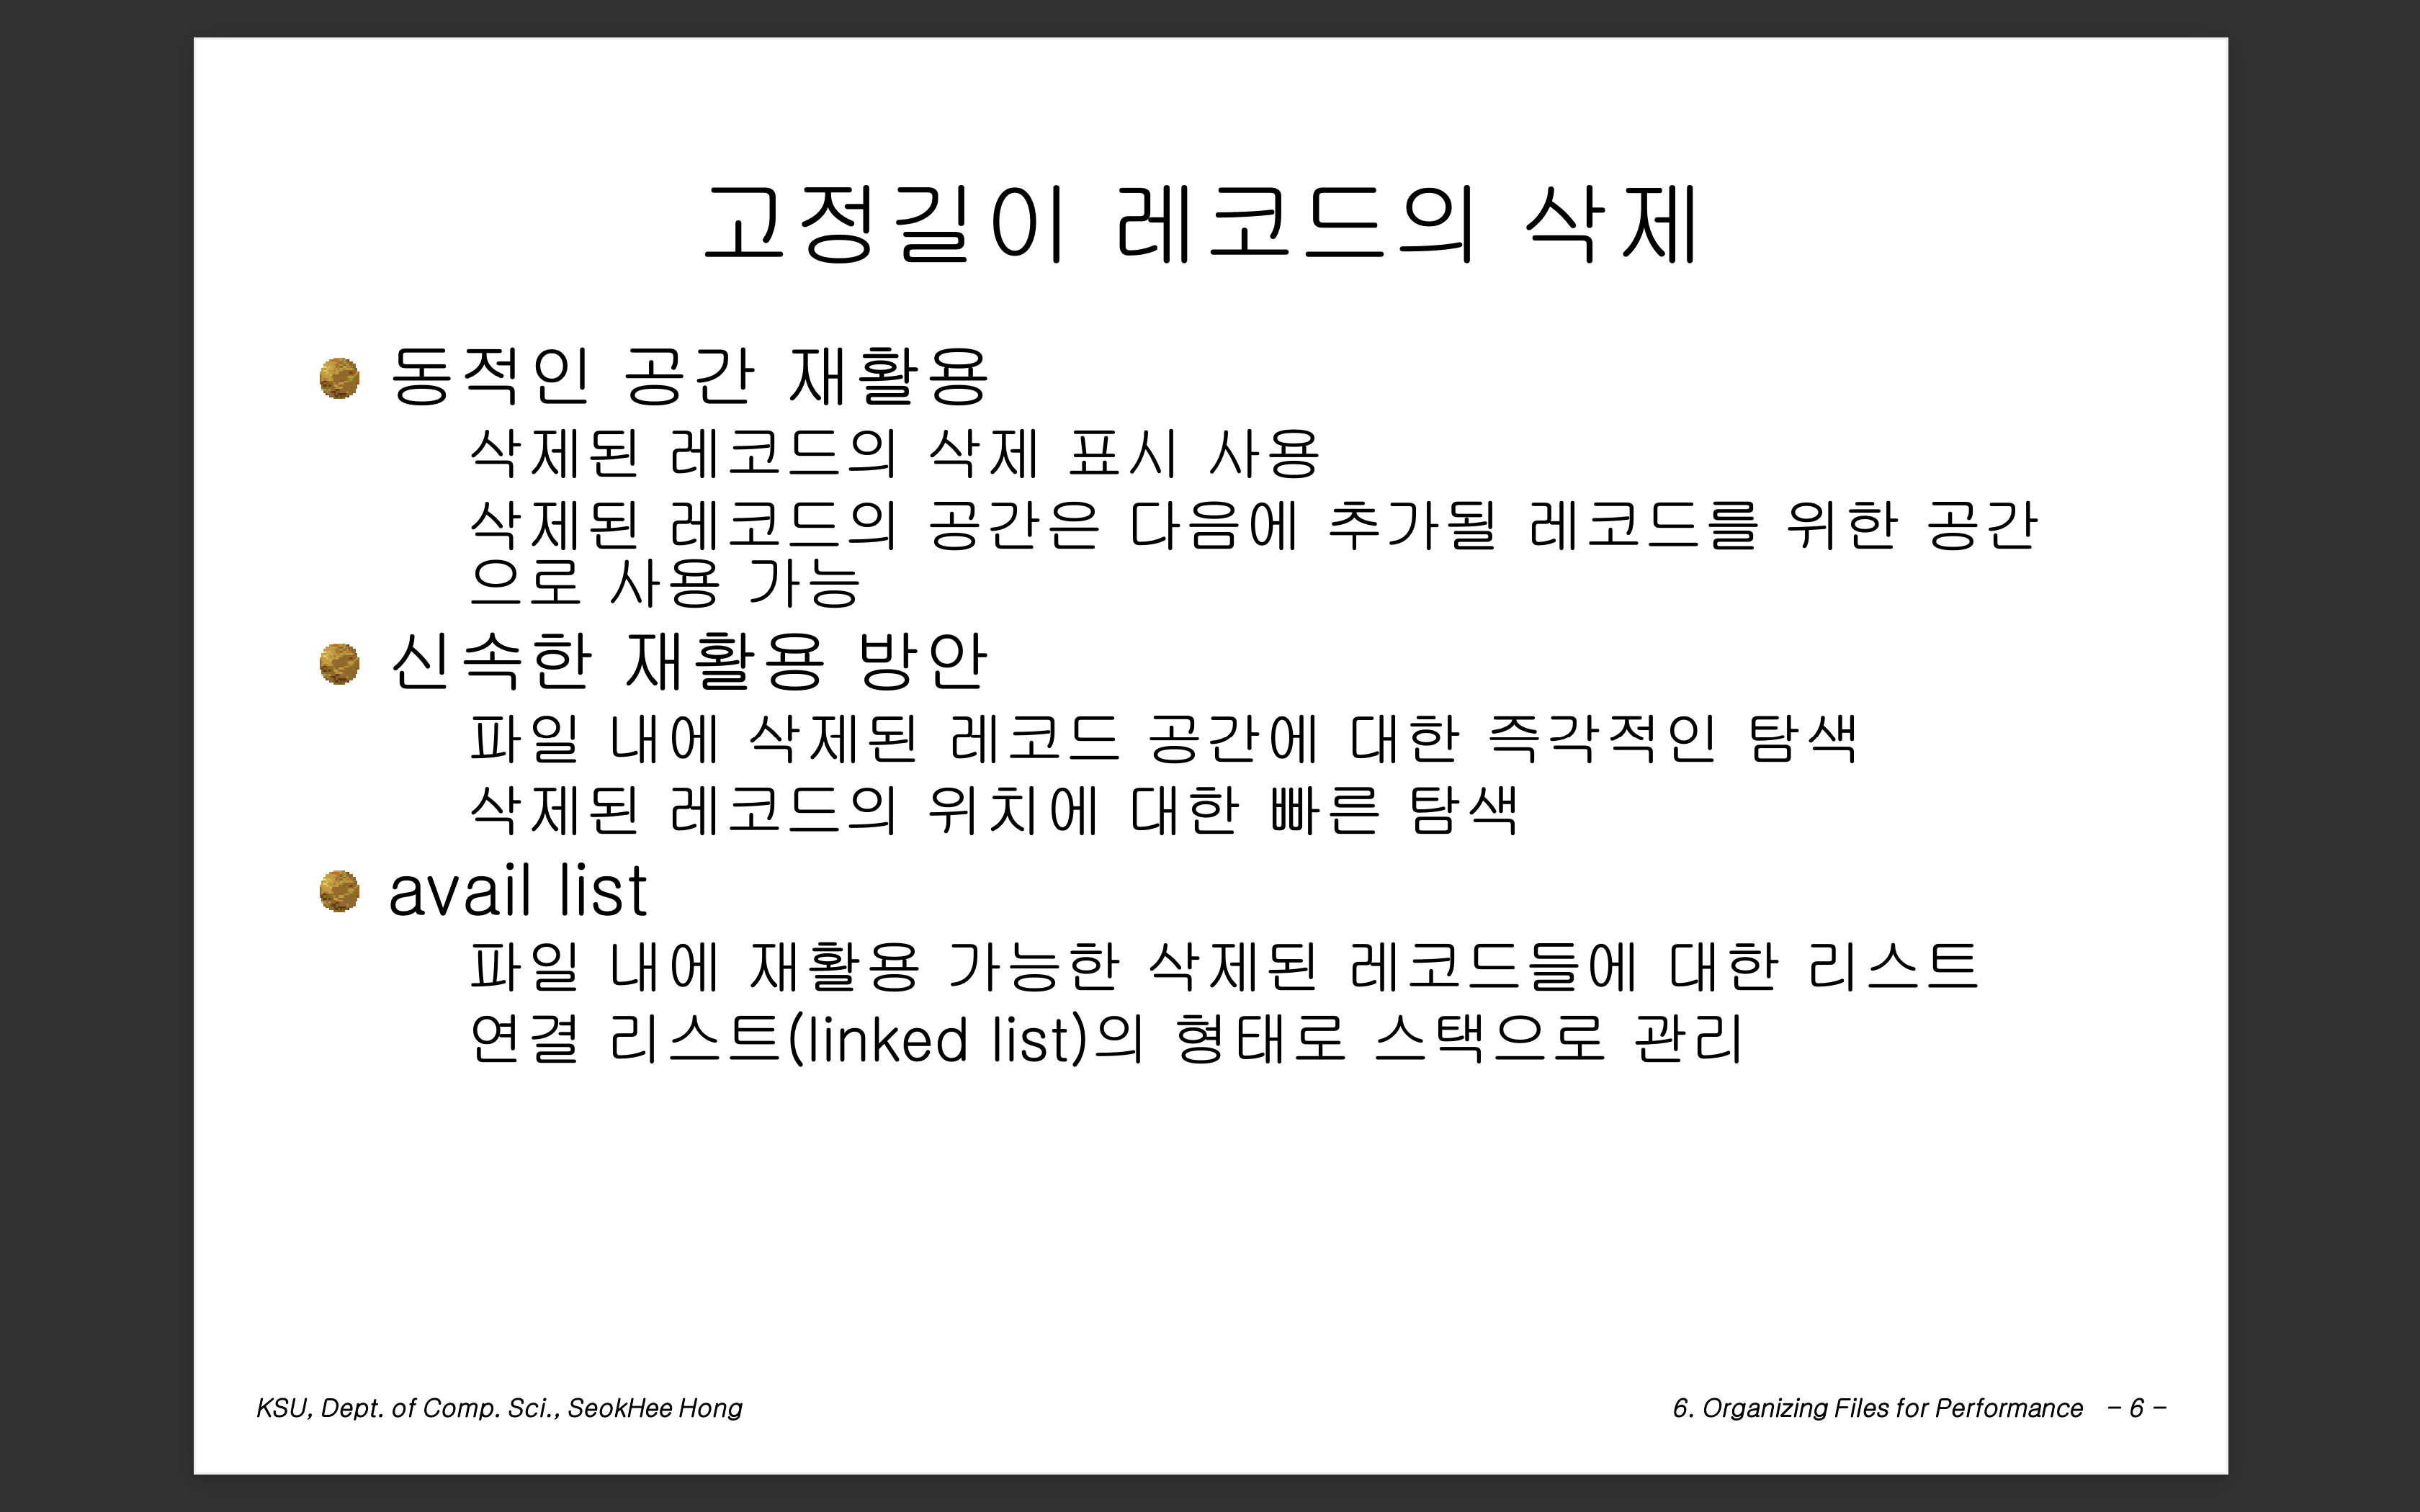 고정길이 레코드의 삭제
동적인 공간 재활용
삭제된 레코드의 삭제 표시 사용
삭제된 레코드의 공간은 다음에 추가될 레코드를 위한 공간
으로 사용 가능
신속한 재활용 방안
파일 내에 삭제된 레코드 공간에 대한 즉각적인 탐색
삭제된 레코드의 위치에 대한 빠른 탐색
avail list
파일 내에 재활용 가능한 삭제된 레코드들에 대한 리스트
연결 리스트(linked list)의 형태로 스택으로 관리
KSU, Dept. of Comp. Sci., SeokHee Hong
6. Organizing Files for Performance - 6 -